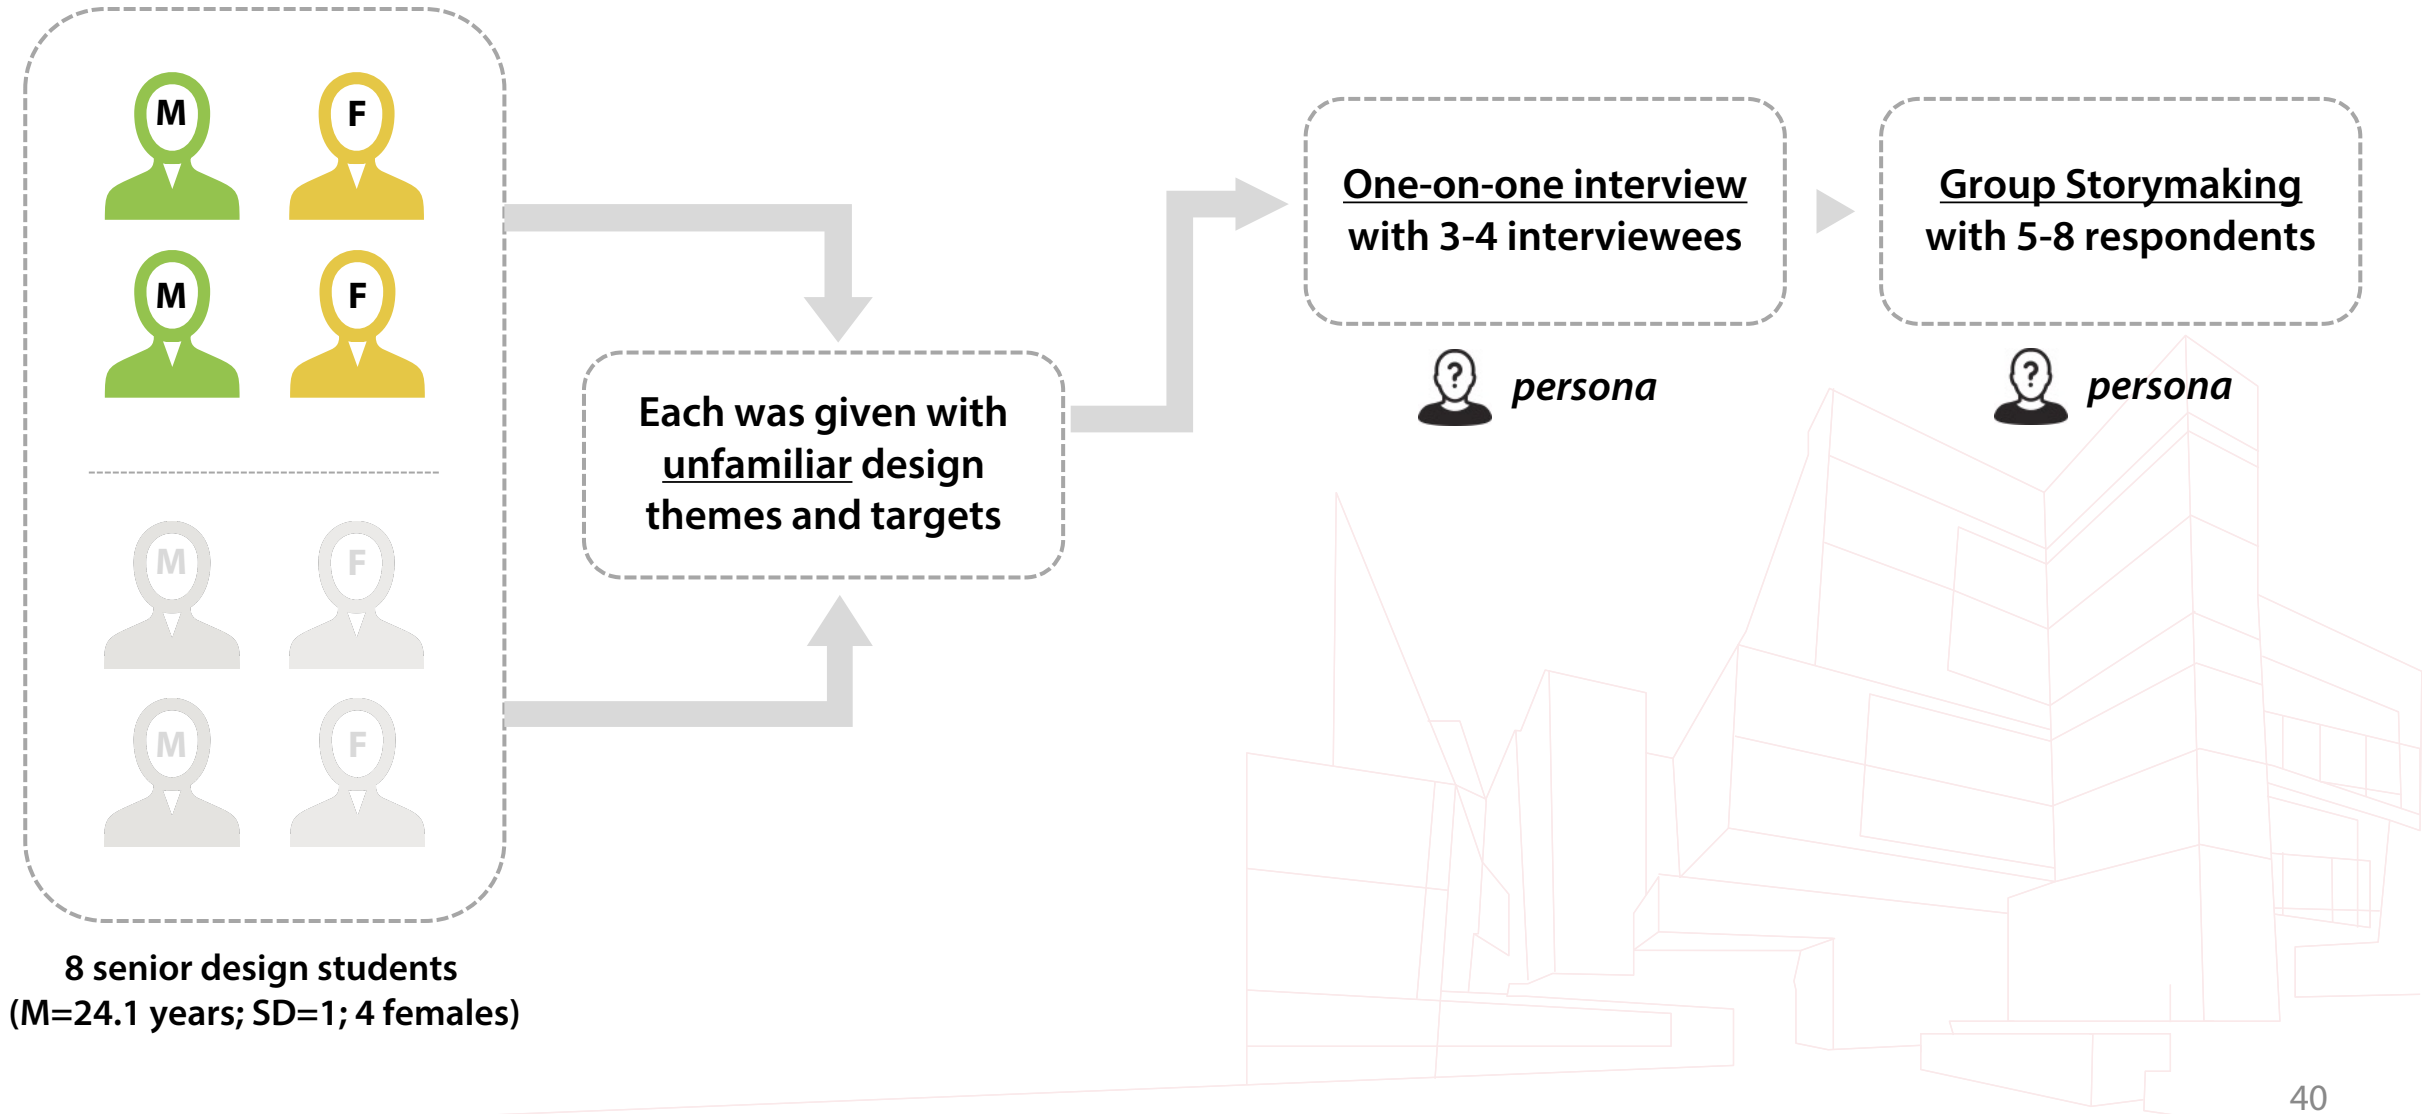 M
F
M
F
M
F
M
F
8 senior design students
(M=24.1 years; SD=1; 4 females)
Each was given with
unfamiliar design
themes and targets
One-on-one interview
with 3-4 interviewees
?
persona
Group Storymaking
with 5-8 respondents
?
persona
40